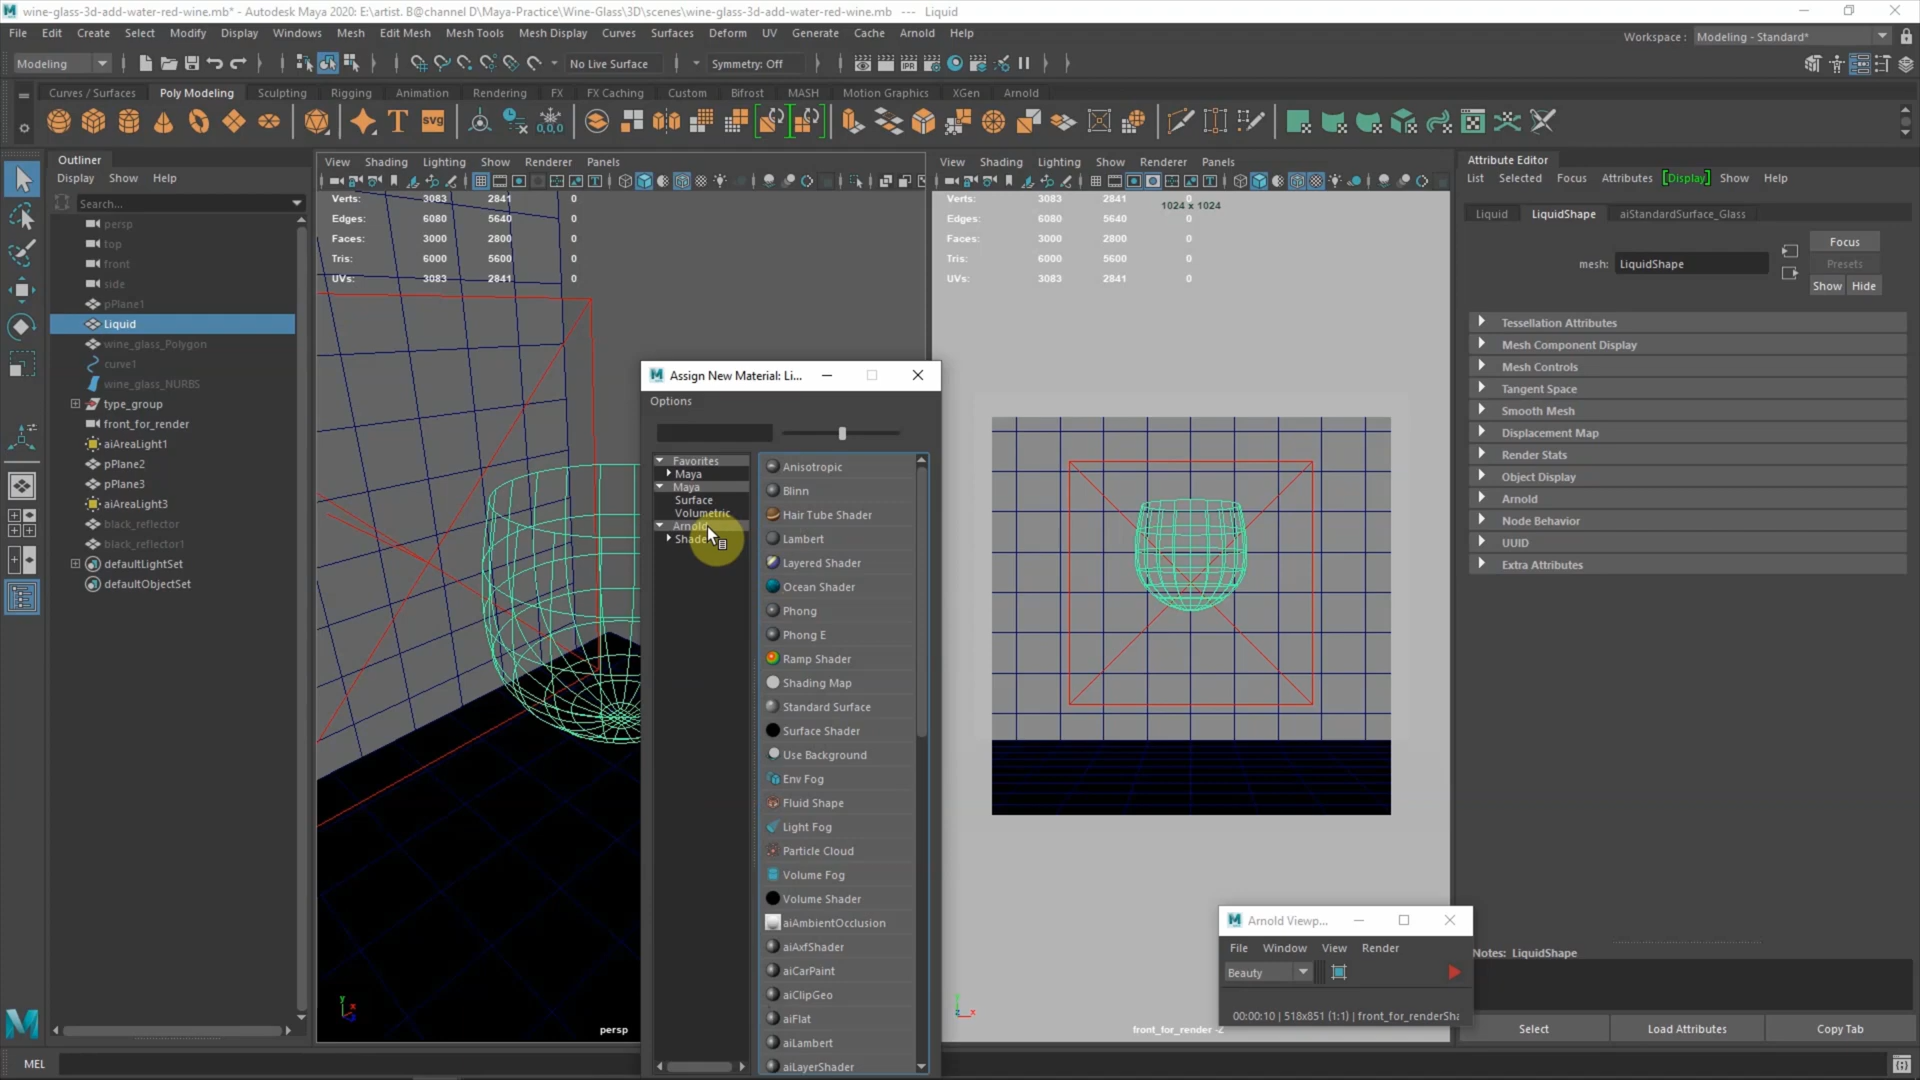 wine-glass-3d-add-water-red-wine.mb* - Autodesk Maya 2020: E:\artist. B@channel D\Maya-Practice\Wine-Glass\3D\scenes\wine-glass-3d-add-water-red-wine.mb --- Liquid
File Edit Create Select Modify Display Windows Mesh Edit Mesh Mesh Tools Mesh Display Curves Surfaces Deform UV Generate Cache Arnold Help
Workspace : Modeling - Standard*
Modeling No Live Surface Symmetry: Off
Curves / Surfaces Poly Modeling Sculpting Rigging Animation Rendering FX FX Caching Custom Bifrost MASH Motion Graphics XGen Arnold
Outliner
Display Show Help
Search...
persp
top
front
side
pPlane1
Liquid
wine_glass_Polygon
curve1
wine_glass_NURBS
type_group
front_for_render
aiAreaLight1
pPlane2
pPlane3
aiAreaLight3
black_reflector
black_reflector1
defaultLightSet
defaultObjectSet
View Shading Lighting Show Renderer Panels
Verts: 3083 2841 0
Edges: 6080 5640 0
Faces: 3000 2800 0
Tris: 6000 5600 0
UVs: 3083 2841 0
persp
Assign New Material: Li...
Options
Favorites
Maya
Maya
Surface
Volumetric
Arnold
Anisotropic
Blinn
Hair Tube Shader
Lambert
Layered Shader
Ocean Shader
Phong
Phong E
Ramp Shader
Shading Map
Standard Surface
Surface Shader
Use Background
Env Fog
Fluid Shape
Light Fog
Particle Cloud
Volume Fog
Volume Shader
aiAmbientOcclusion
aiAxfShader
aiCarPaint
aiClipGeo
aiFlat
aiLambert
aiLayerShader
View Shading Lighting Show Renderer Panels
1024 x 1024
Verts: 3083 2841 0
Edges: 6080 5640 0
Faces: 3000 2800 0
Tris: 6000 5600 0
UVs: 3083 2841 0
Arnold Viewp...
File Window View Render
Beauty
00:00:10 | 518x851 (1:1) | front_for_renderSha
Attribute Editor
List Selected Focus Attributes [Display] Show Help
Liquid LiquidShape aiStandardSurface_Glass
mesh: LiquidShape
Focus
Presets
Show Hide
Tessellation Attributes
Mesh Component Display
Mesh Controls
Tangent Space
Smooth Mesh
Displacement Map
Render Stats
Object Display
Arnold
Node Behavior
UUID
Extra Attributes
Notes: LiquidShape
Select Load Attributes Copy Tab
MEL